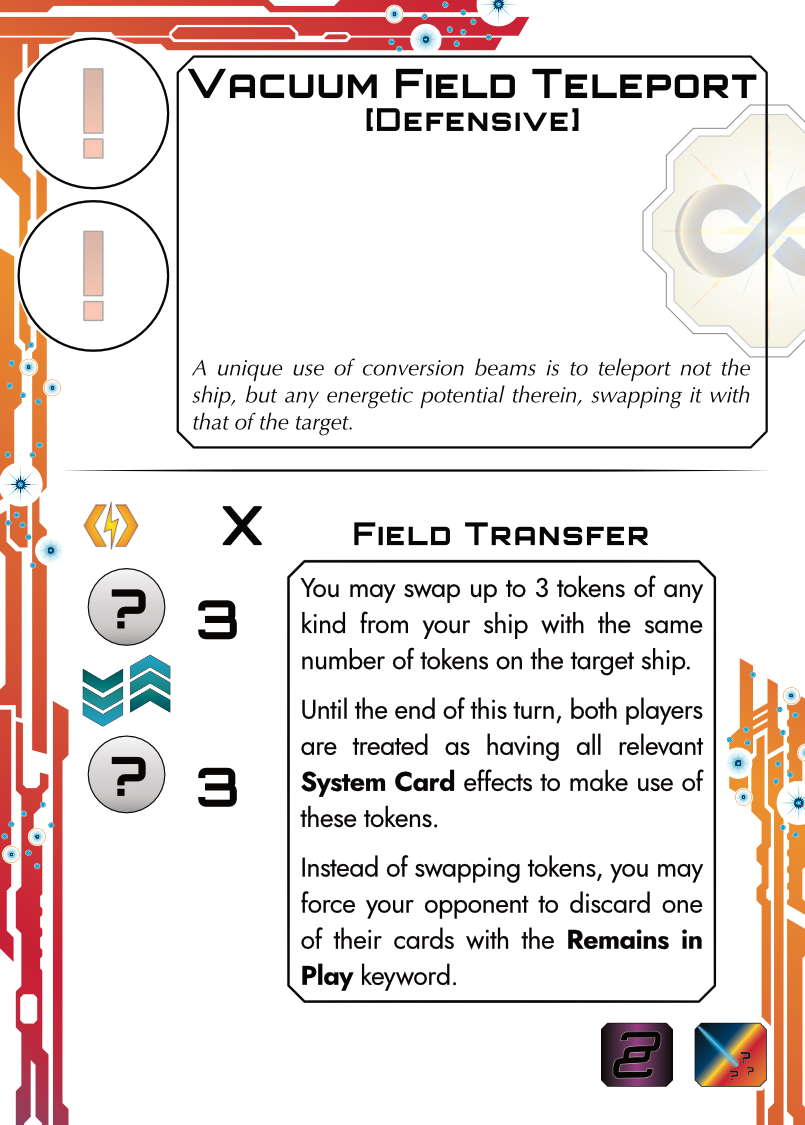 !
VACUUM FIELD TELEPORT
[DEFENSIVE]
!
A unique use of conversion beams is to teleport not the
ship, but any energetic potential therein, swapping it with
that of the target.
X
FIELD TRANSFER
? 3
? 3
You may swap up to 3 tokens of any
kind from your ship with the same
number of tokens on the target ship.
Until the end of this turn, both players
are treated as having all relevant
System Card effects to make use of
these tokens.
Instead of swapping tokens, you may
force your opponent to discard one
of their cards with the Remains in
Play keyword.
2
? ? ?